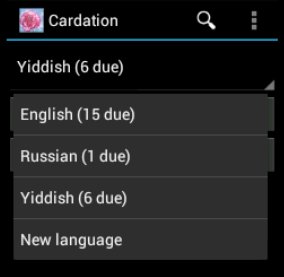 Cardation
Yiddish (6 due)
English (15 due)
Russian (1 due)
Yiddish (6 due)
New language